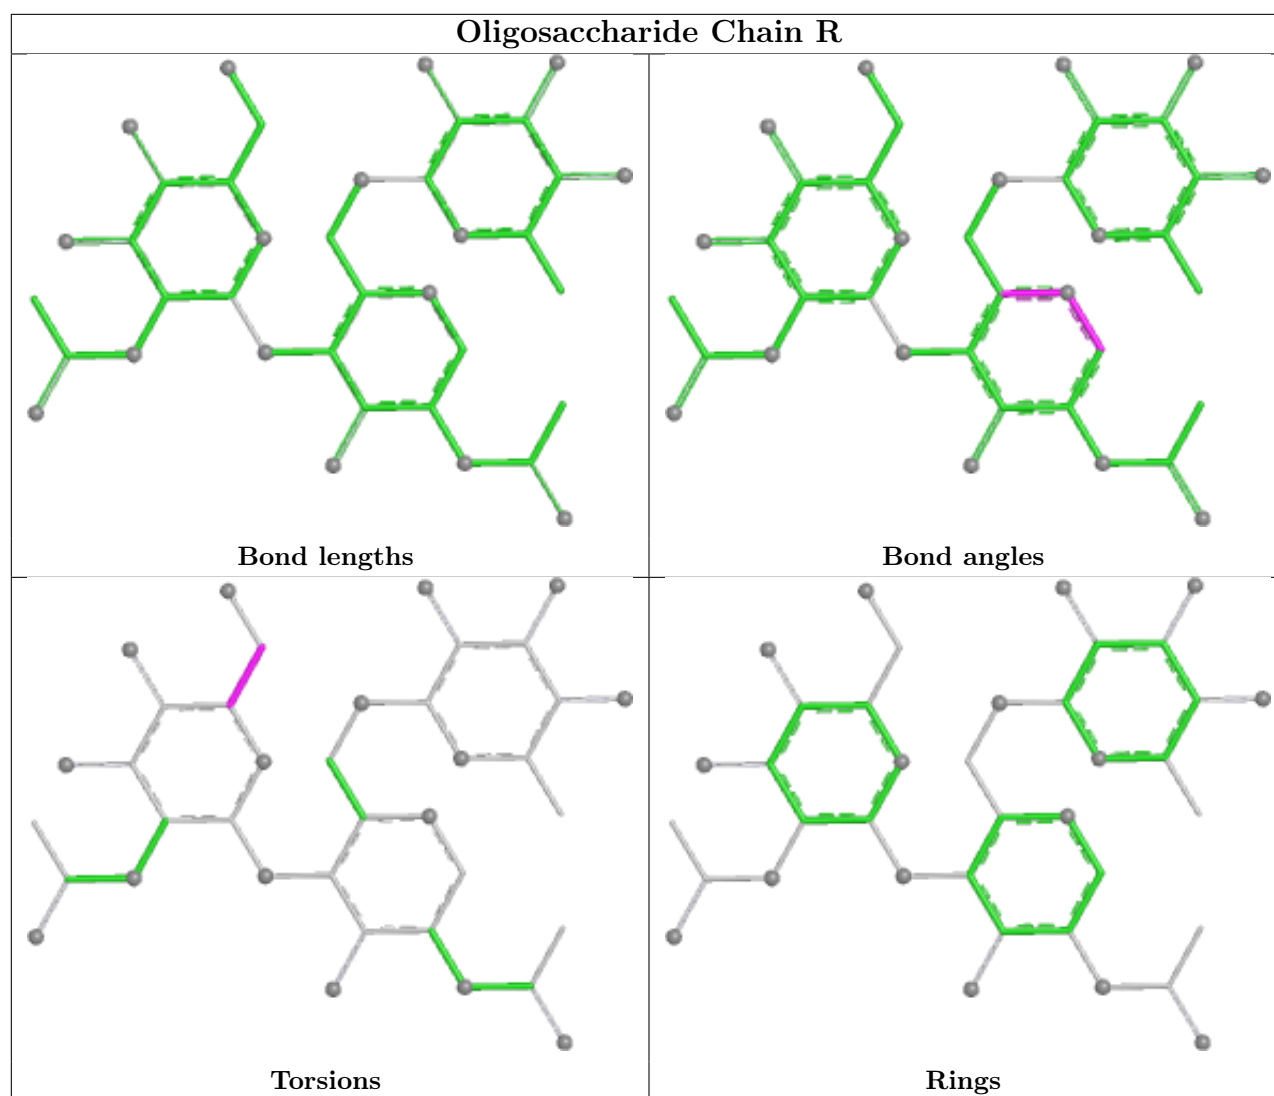 Oligosaccharide Chain R
Bond lengths
Bond angles
Torsions
Rings